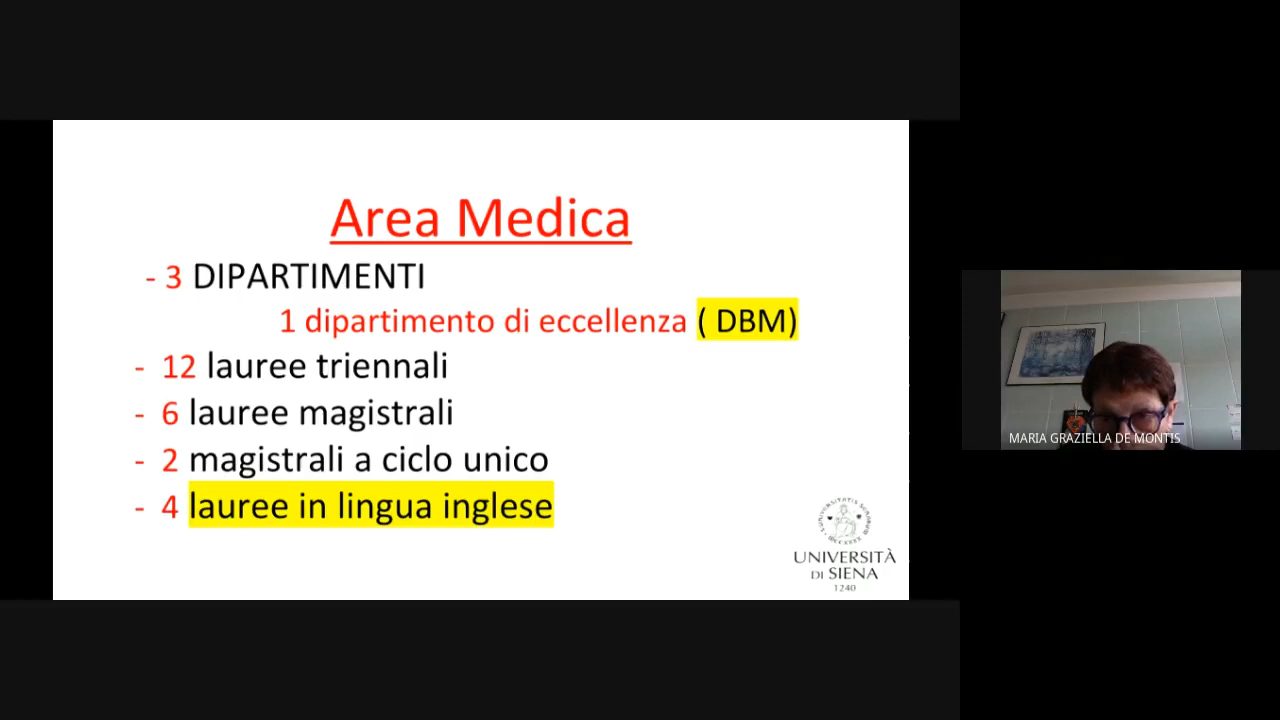 Area Medica
- 3 DIPARTIMENTI
1 dipartimento di eccellenza ( DBM)
- 12 lauree triennali
- 6 lauree magistrali
- 2 magistrali a ciclo unico
- 4 lauree in lingua inglese
UNIVERSITÀ
DI SIENA
1240
MARIA GRAZIELLA DE MONTIS